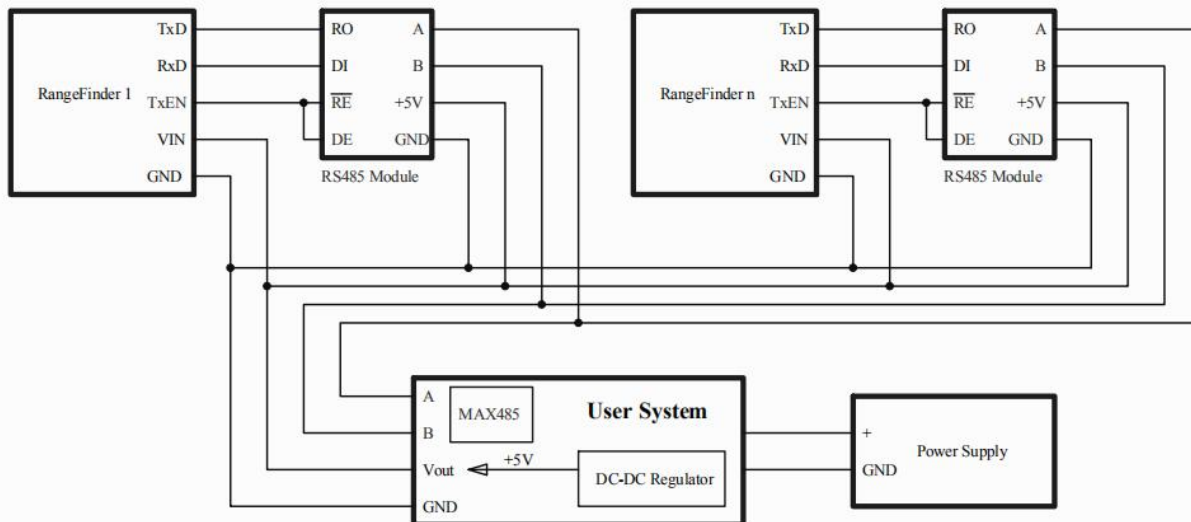 TxD
RxD
RangeFinder 1
TxEN
VIN
GND
RO
DI
RE
DE
A
B
+5V
GND
RS485 Module
TxD
RxD
RangeFinder n
TxEN
VIN
GND
RO
DI
RE
DE
A
B
+5V
GND
RS485 Module
A
B
Vout
GND
MAX485
User System
+5V
DC-DC Regulator
+
GND
Power Supply